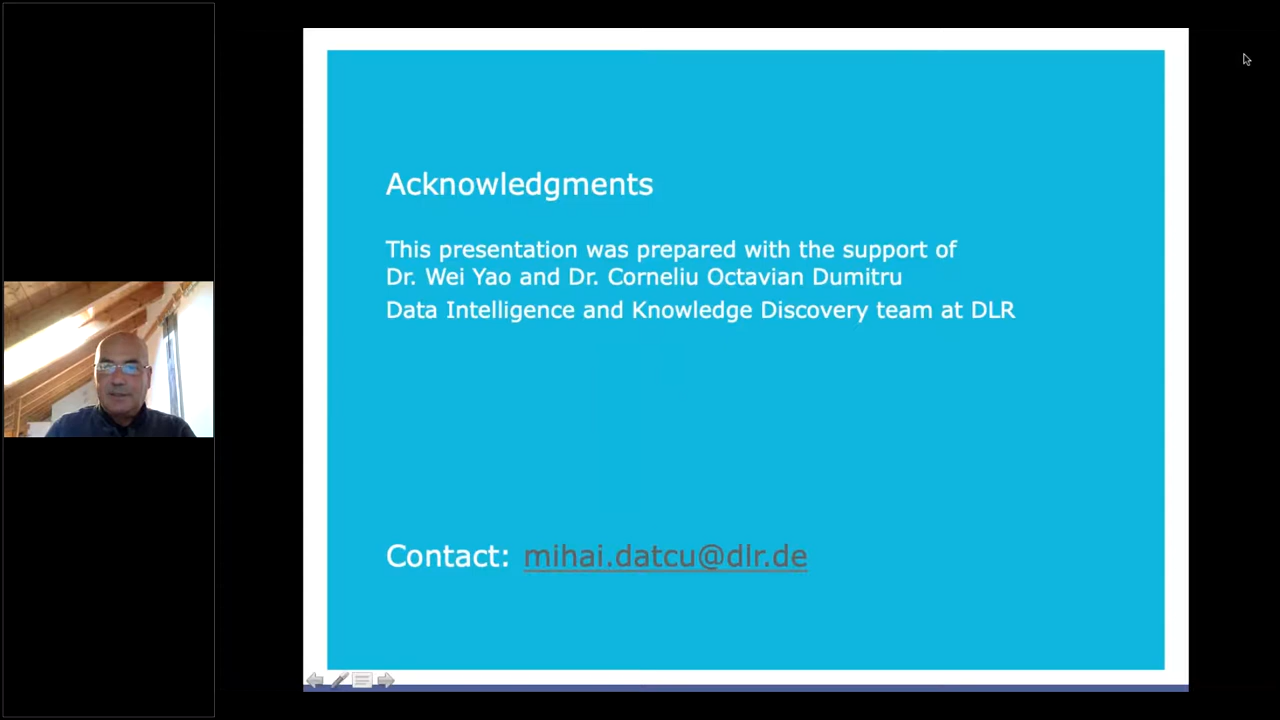 Acknowledgments
This presentation was prepared with the support of
Dr. Wei Yao and Dr. Corneliu Octavian Dumitru
Data Intelligence and Knowledge Discovery team at DLR
Contact: mihai.datcu@dlr.de